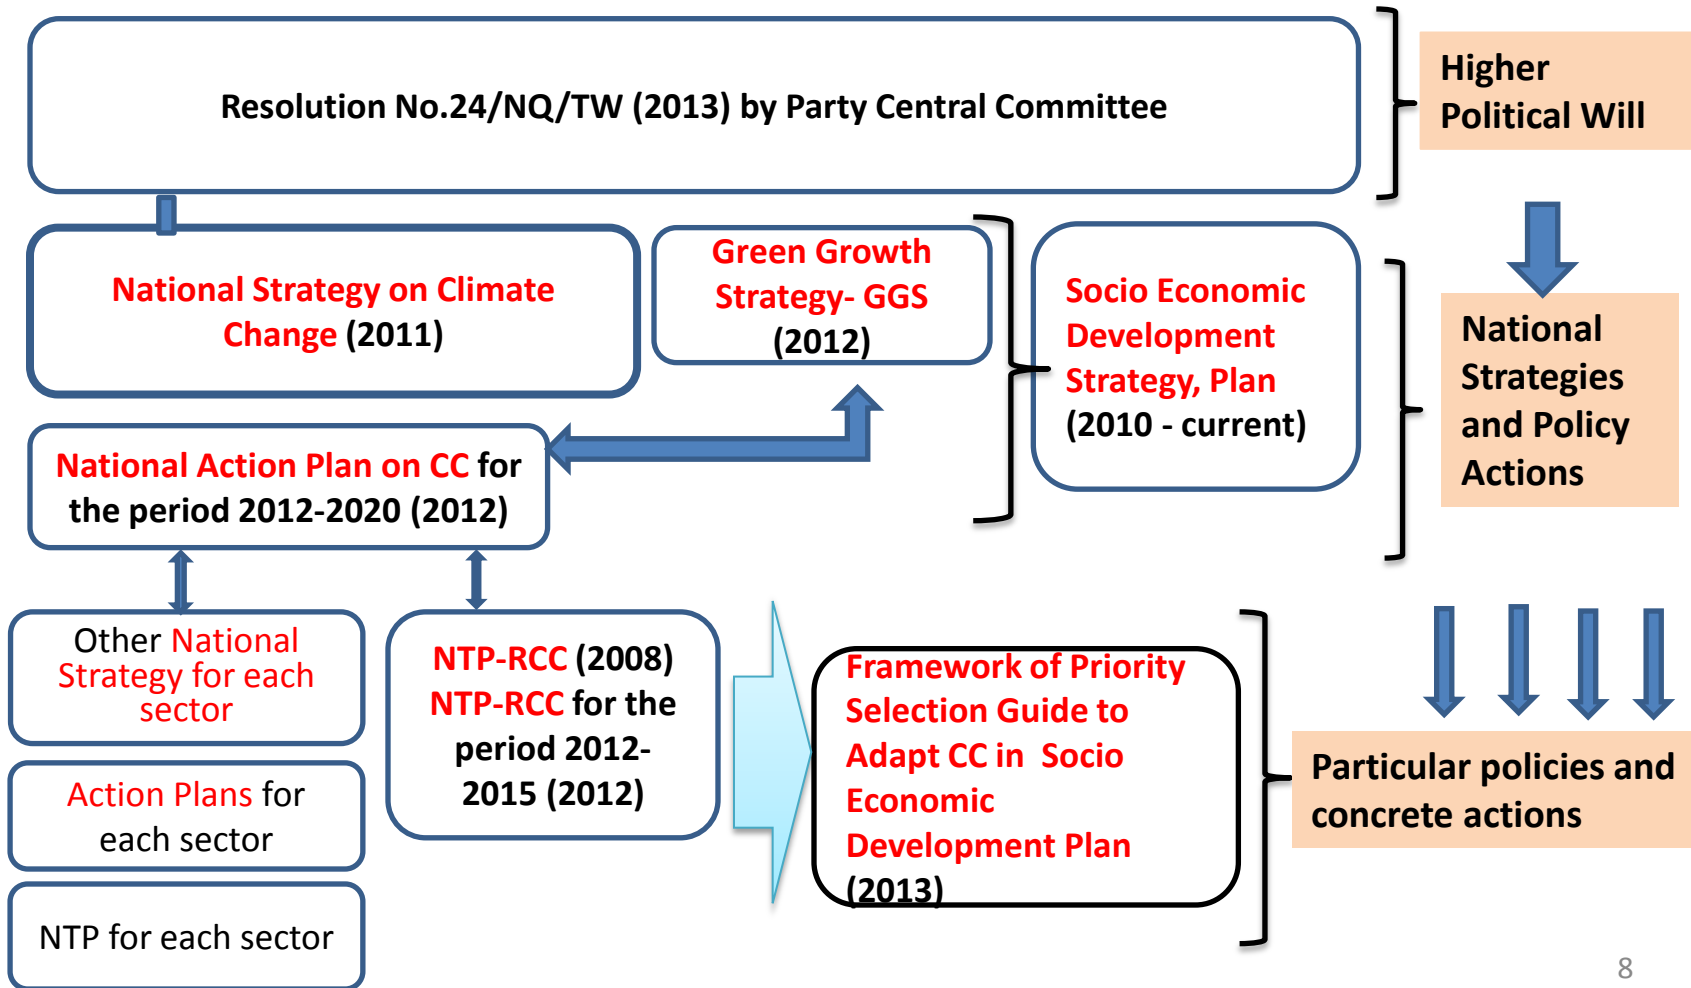 Resolution No.24/NQ/TW (2013) by Party Central Committee
Higher
Political Will
National Strategy on Climate
Change (2011)
Green Growth
Strategy- GGS
(2012)
Socio Economic
Development
Strategy, Plan
(2010 - current)
National
Strategies
and Policy
Actions
National Action Plan on CC for
the period 2012-2020 (2012)
Other National
Strategy for each
sector
Action Plans for
each sector
NTP for each sector
NTP-RCC (2008)
NTP-RCC for the
period 2012-
2015 (2012)
Framework of Priority
Selection Guide to
Adapt CC in Socio
Economic
Development Plan
(2013)
Particular policies and
concrete actions
8